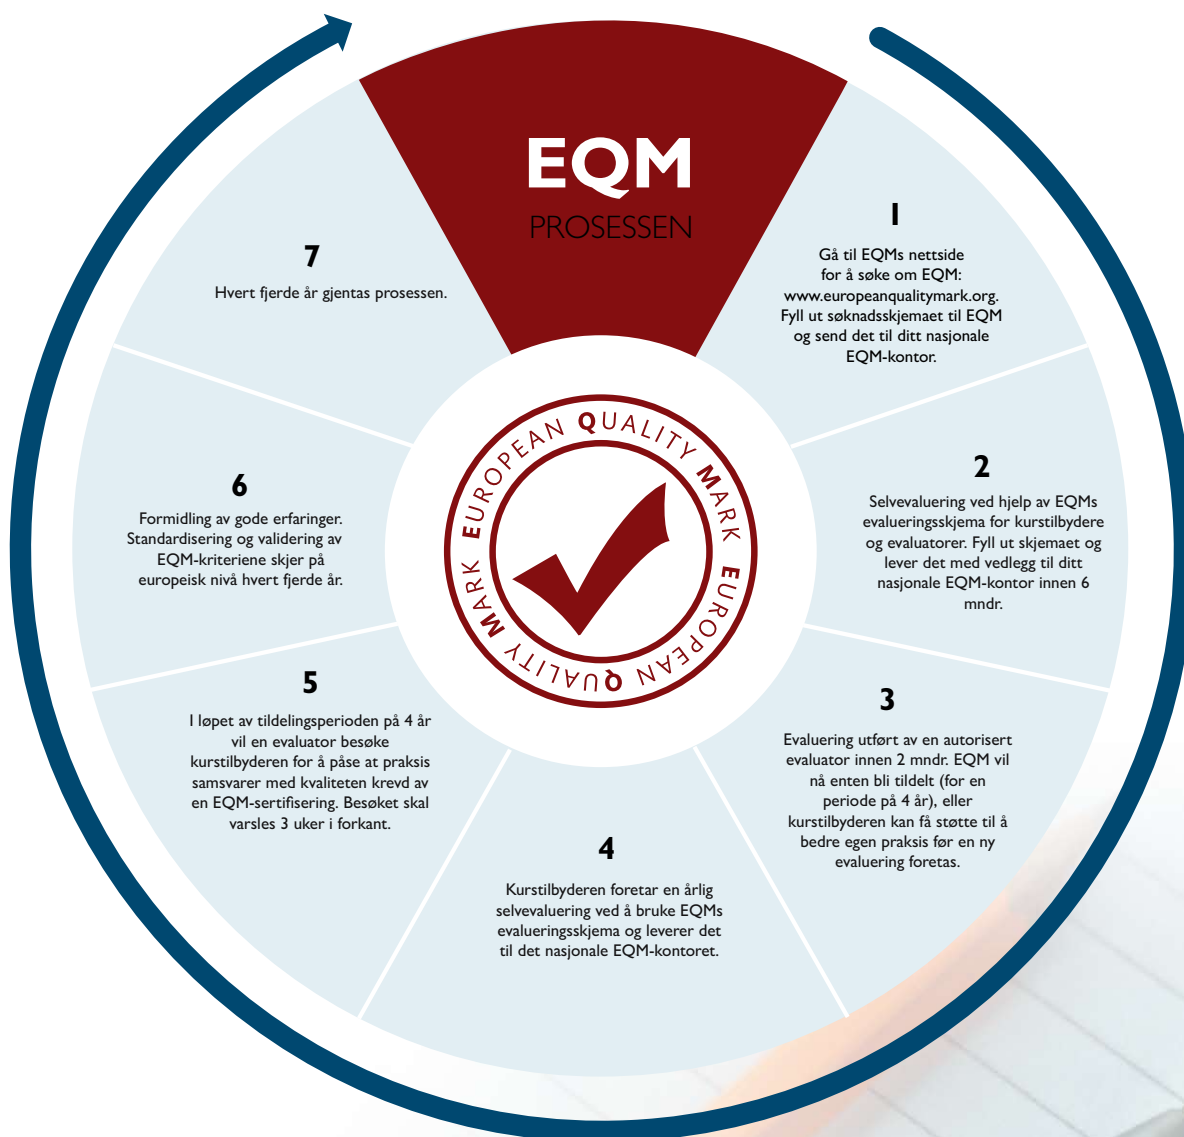 EQM
PROSESSEN
1
Gå til EQMs nettside
for å søke om EQM:
www.europeanqualitymark.org.
Fyll ut søknadsskjemaet til EQM
og send det til ditt nasjonale
EQM-kontor.
2
Selvevaluering ved hjelp av EQMs
evalueringsskjema for kurstilbydere
og evaluatorer. Fyll ut skjemaet og
lever det med vedlegg til ditt
nasjonale EQM-kontor innen 6
mndr.
3
Evaluering utført av en autorisert
evaluator innen 2 mndr. EQM vil
nå enten bli tildelt (for en
periode på 4 år), eller
kurstilbyderen kan få støtte til å
bedre egen praksis før en ny
evaluering foretas.
4
Kurstilbyderen foretar en årlig
selvevaluering ved å bruke EQMs
evalueringsskjema og leverer det
til det nasjonale EQM-kontoret.
5
I løpet av tildelingsperioden på 4 år
vil en evaluator besøke
kurstilbyderen for å påse at praksis
samsvarer med kvaliteten krevd av
en EQM-sertifisering. Besøket skal
varsles 3 uker i forkant.
6
Formidling av gode erfaringer.
Standardisering og validering av
EQM-kriteriene skjer på
europeisk nivå hvert fjerde år.
7
Hvert fjerde år gjentas prosessen.
EUROPEAN QUALITY MARK EUROPEAN QUALITY MARK